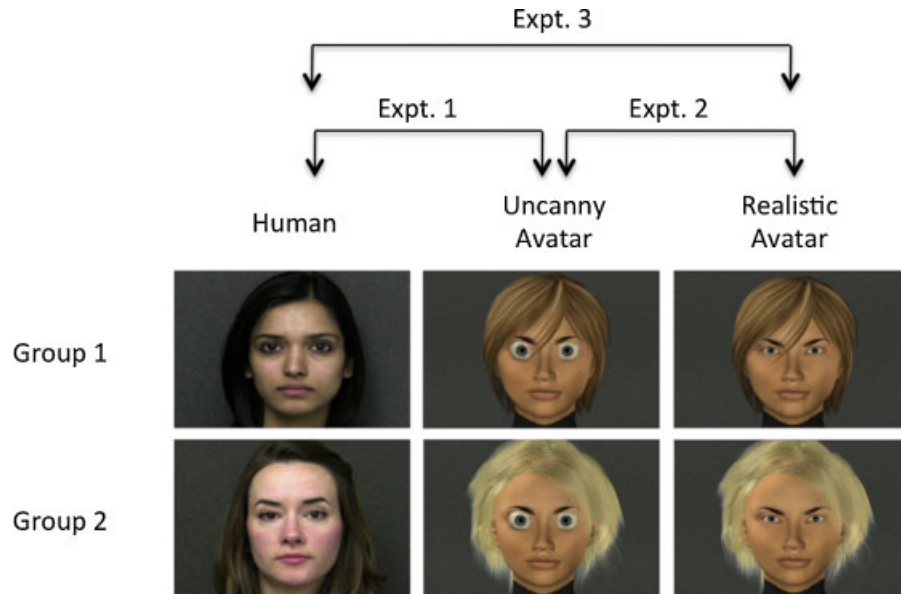 Expt. 3
Expt. 1
Expt. 2
Human
Uncanny
Avatar
Realistic
Avatar
Group 1
Group 2